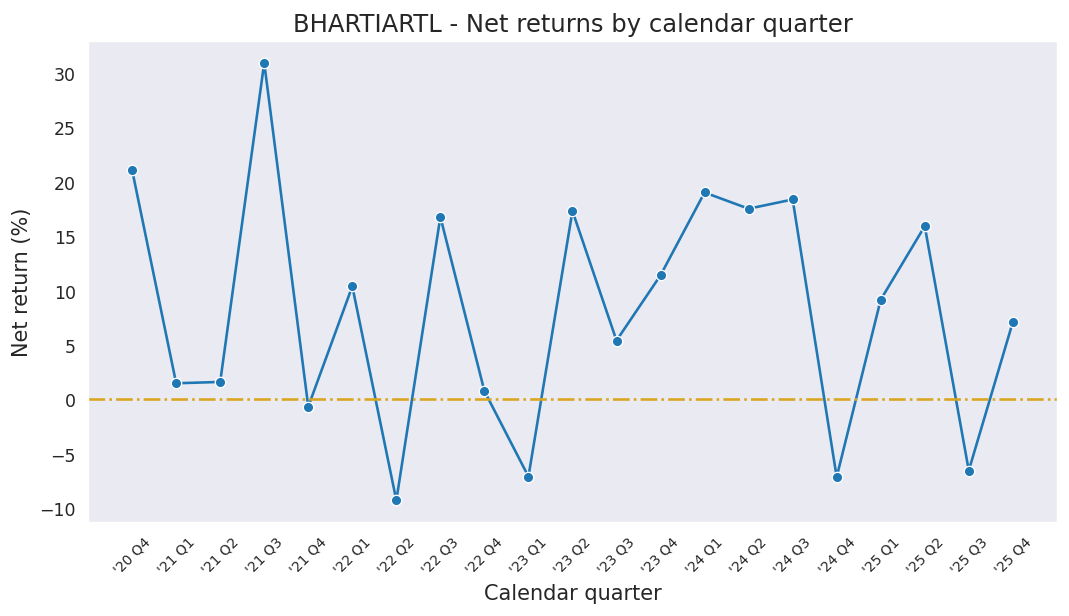 BHARTIARTL - Net returns by calendar quarter
Net return (%)
30
25
20
15
10
5
0
−5
−10
'20 Q4
'21 Q1
'21 Q2
'21 Q3
'21 Q4
'22 Q1
'22 Q2
'22 Q3
'22 Q4
'23 Q1
'23 Q2
'23 Q3
'23 Q4
'24 Q1
'24 Q2
'24 Q3
'24 Q4
'25 Q1
'25 Q2
'25 Q3
'25 Q4
Calendar quarter